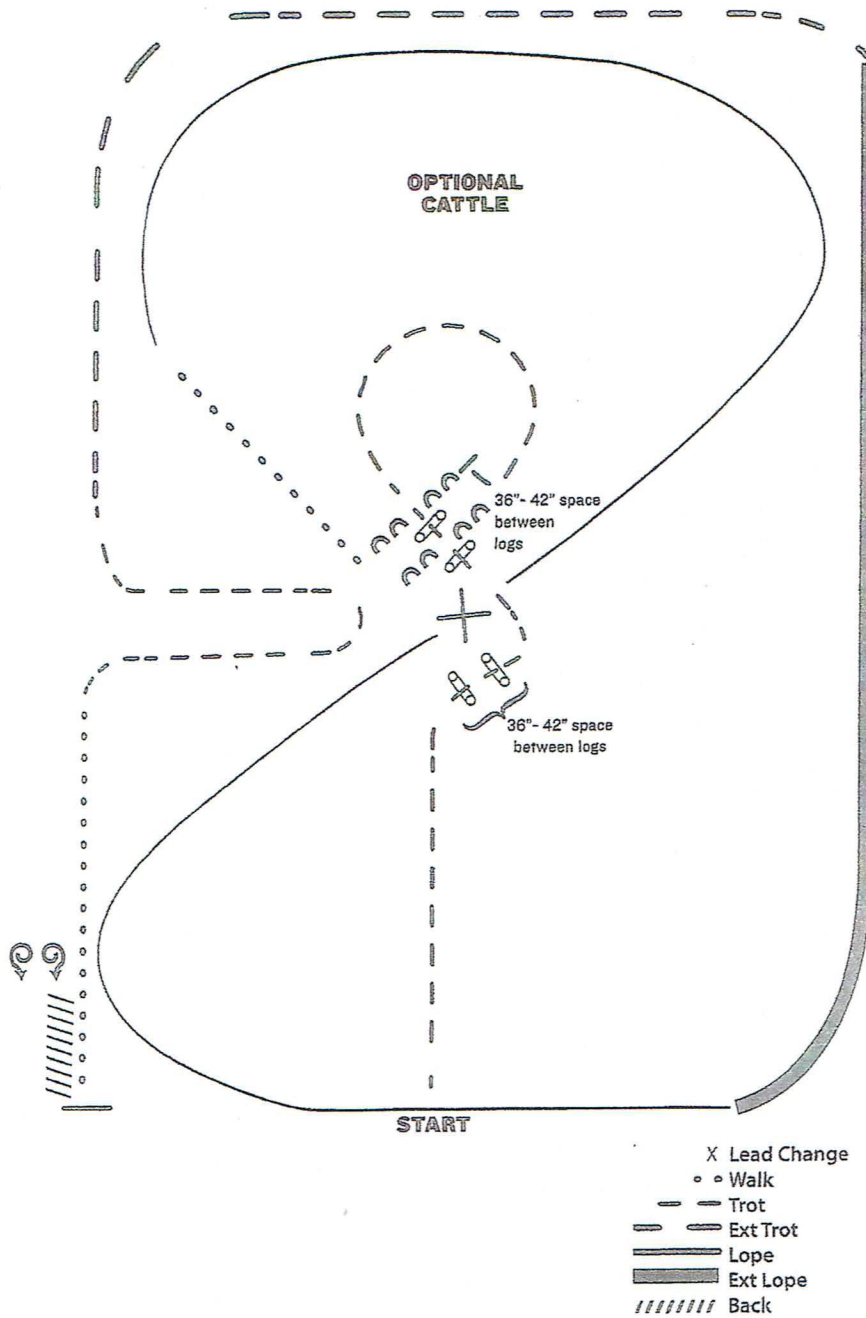 OPTIONAL
CATTLE
36"- 42" space
between
logs
36"- 42" space
between logs
START
X Lead Change
Walk
Trot
Ext Trot
Lope
Ext Lope
Back